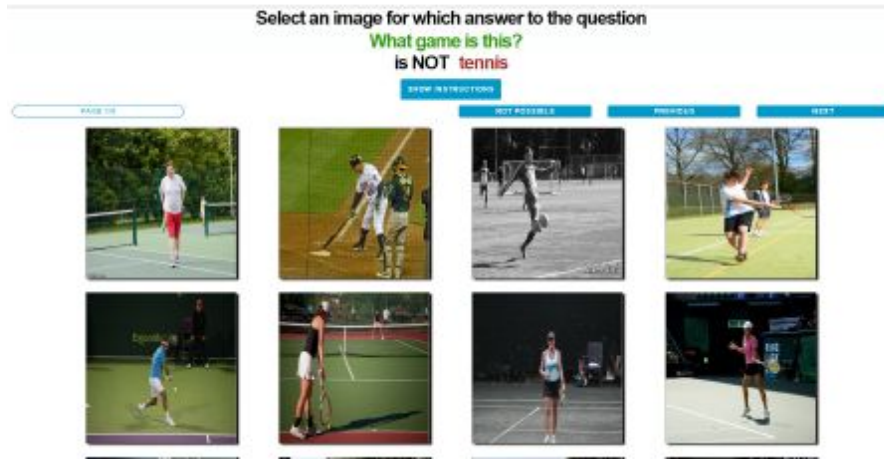 Select an image for which answer to the question
What game is this?
is NOT tennis
SHOW INSTRUCTIONS
NOT POSSIBLE
PREVIOUS
NEXT